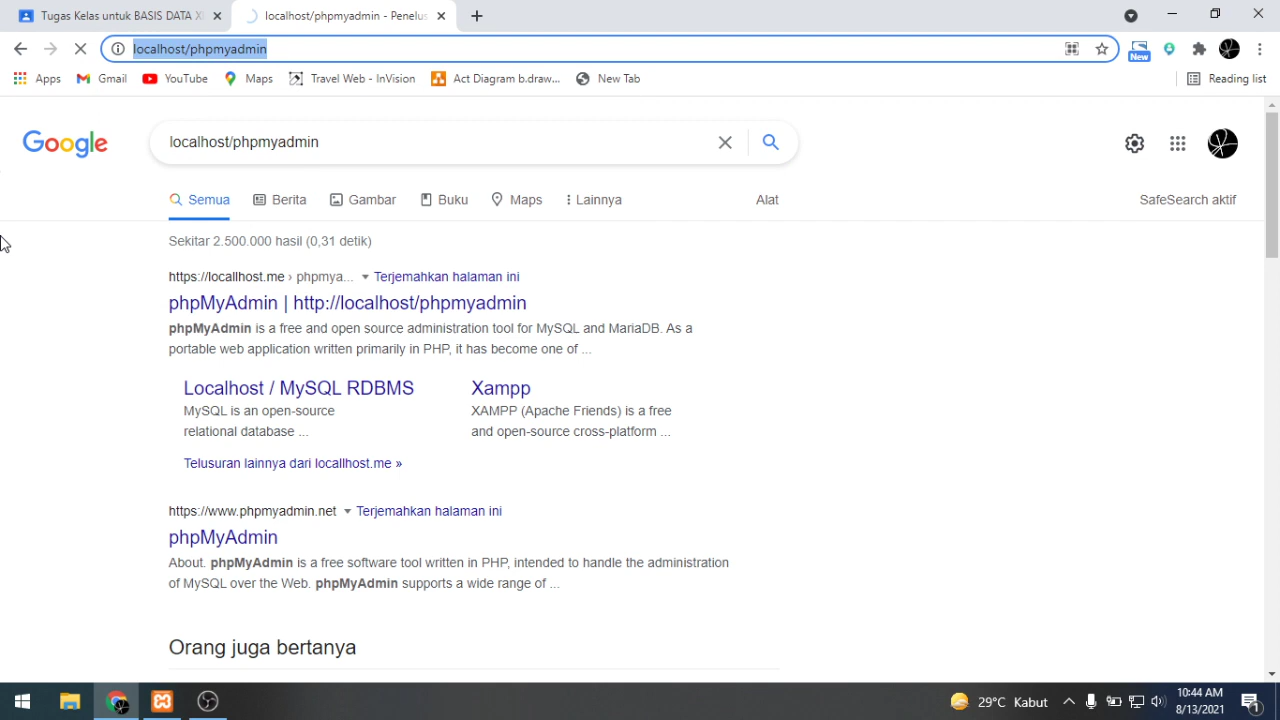 Tugas Kelas untuk BASIS DATA X
localhost/phpmyadmin - Penelus
localhost/phpmyadmin
New
Apps
Gmail
YouTube
Maps
Travel Web - InVision
Act Diagram b.draw...
New Tab
Reading list
Google
localhost/phpmyadmin
Semua
Berita
Gambar
Buku
Maps
Lainnya
Alat
SafeSearch aktif
Sekitar 2.500.000 hasil (0,31 detik)
https://locallhost.me › phpmya... Terjemahkan halaman ini
phpMyAdmin | http://localhost/phpmyadmin
phpMyAdmin is a free and open source administration tool for MySQL and MariaDB. As a
portable web application written primarily in PHP, it has become one of ...
Localhost / MySQL RDBMS
MySQL is an open-source
relational database ...
Xampp
XAMPP (Apache Friends) is a free
and open-source cross-platform ...
Telusuran lainnya dari locallhost.me »
https://www.phpmyadmin.net Terjemahkan halaman ini
phpMyAdmin
About. phpMyAdmin is a free software tool written in PHP, intended to handle the administration
of MySQL over the Web. phpMyAdmin supports a wide range of ...
Orang juga bertanya
29°C Kabut
10:44 AM
8/13/2021
1